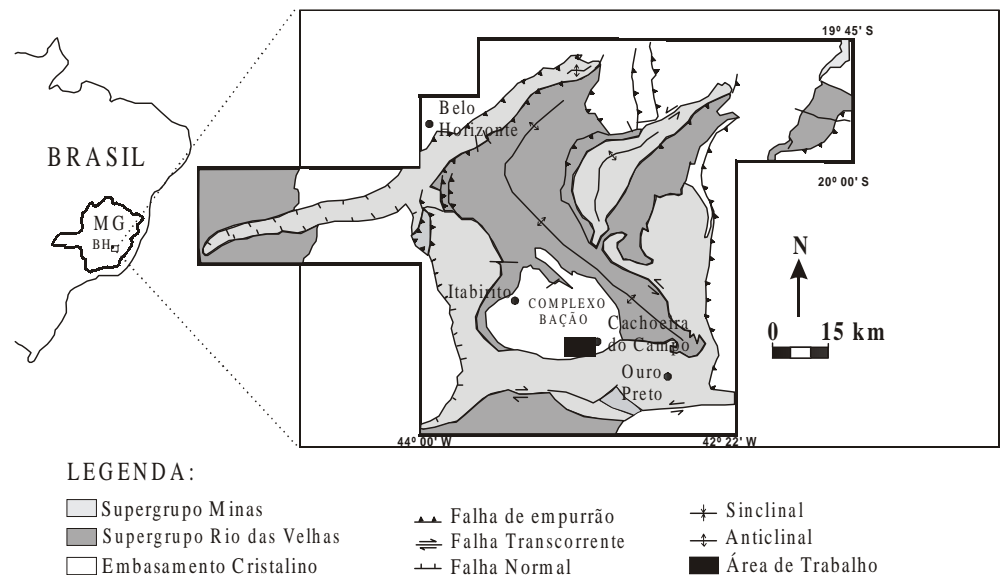 19º 45' S
Belo
Horizonte
BRASIL
20º 00' S
MG
BH
N
Itabirito
COMPLEXO
BAÇÃO
Cachoeira
do Campo
0 15 km
Ouro
Preto
44º 00' W
42º 22' W
LEGENDA:
Supergrupo Minas
Supergrupo Rio das Velhas
Embasamento Cristalino
Falha de empurrão
Falha Transcorrente
Falha Normal
Sinclinal
Anticlinal
Área de Trabalho